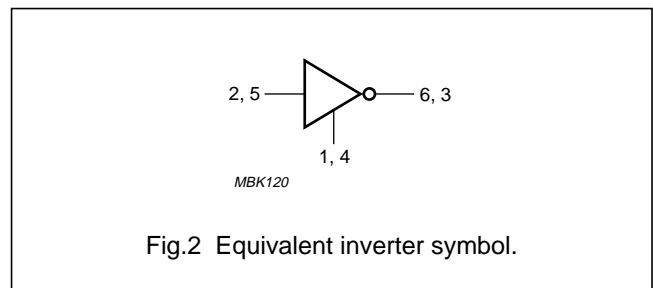 2, 5
6, 3
1, 4
MBK120
Fig.2 Equivalent inverter symbol.